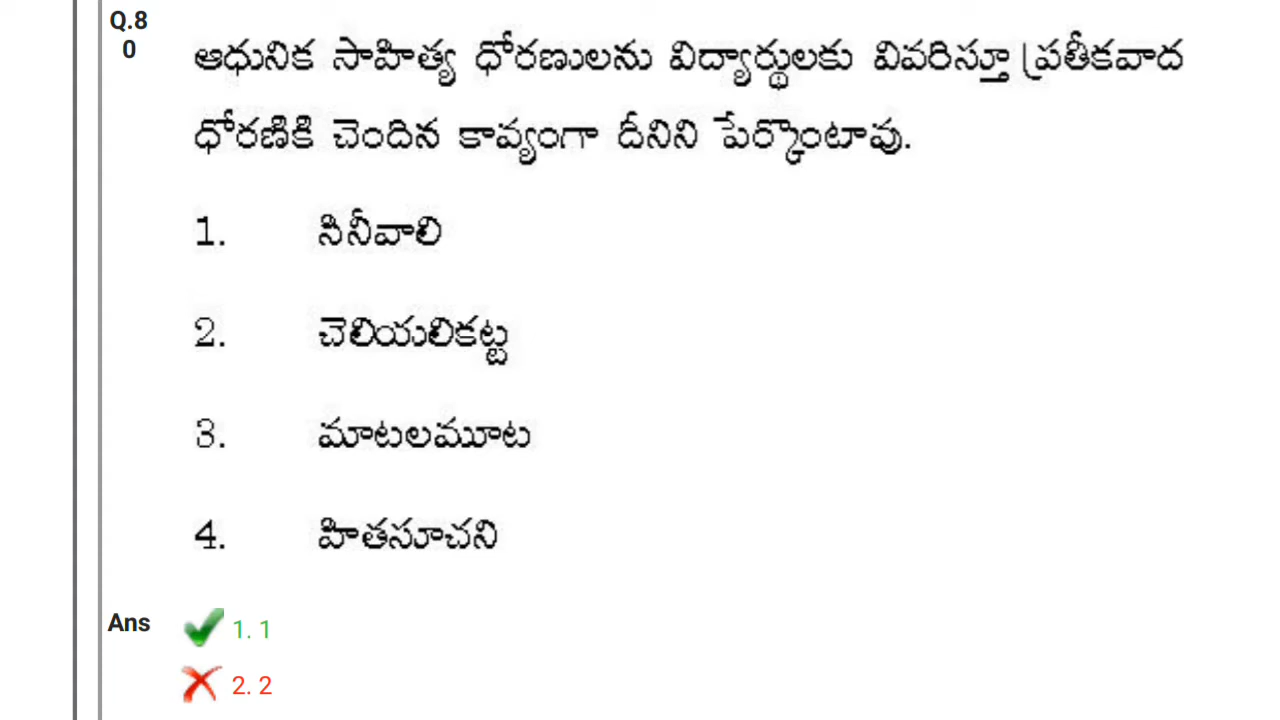 Q.8
0
ఆధునిక సాహిత్య ధోరణులను విద్యార్థులకు వివరిస్తూ ప్రతీకవాద
ధోరణికి చెందిన కావ్యంగా దీనిని పేర్కొంటావు.
1. సినీవాలి
2. చెలియలికట్ట
3. మాటలమూట
4. హితసూచని
Ans 1. 1
2. 2